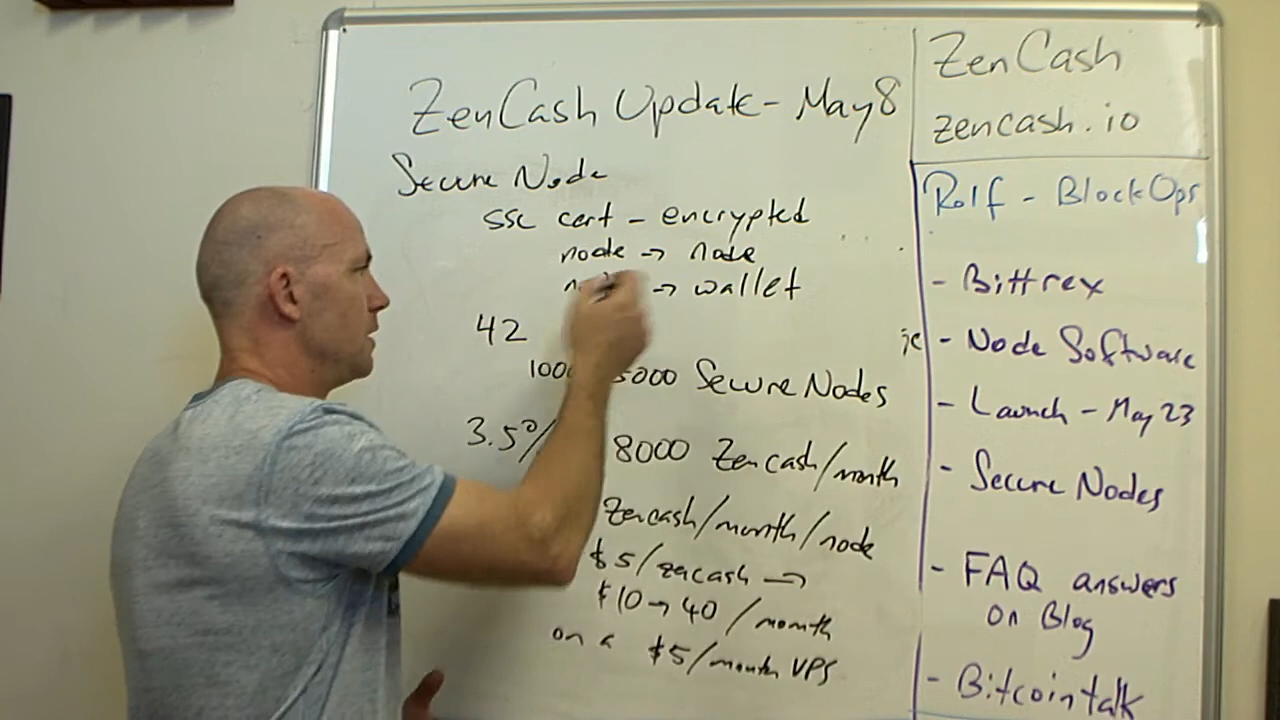 ZenCash Update - May 8
Secure Node
ssc cert - encrypted
node → node
→ wallet
42
5000 Secure Nodes
3.5%
8000 Zencash/month
Zencash/month/node
$5/zencash →
$10 → 40 /month
on a $5/month VPS
ZenCash
zencash.io
Rolf - BlockOps
- Bittrex
- Node Software
- Launch - May 23
- Secure Nodes
- FAQ answers
on Blog
- Bitcointalk